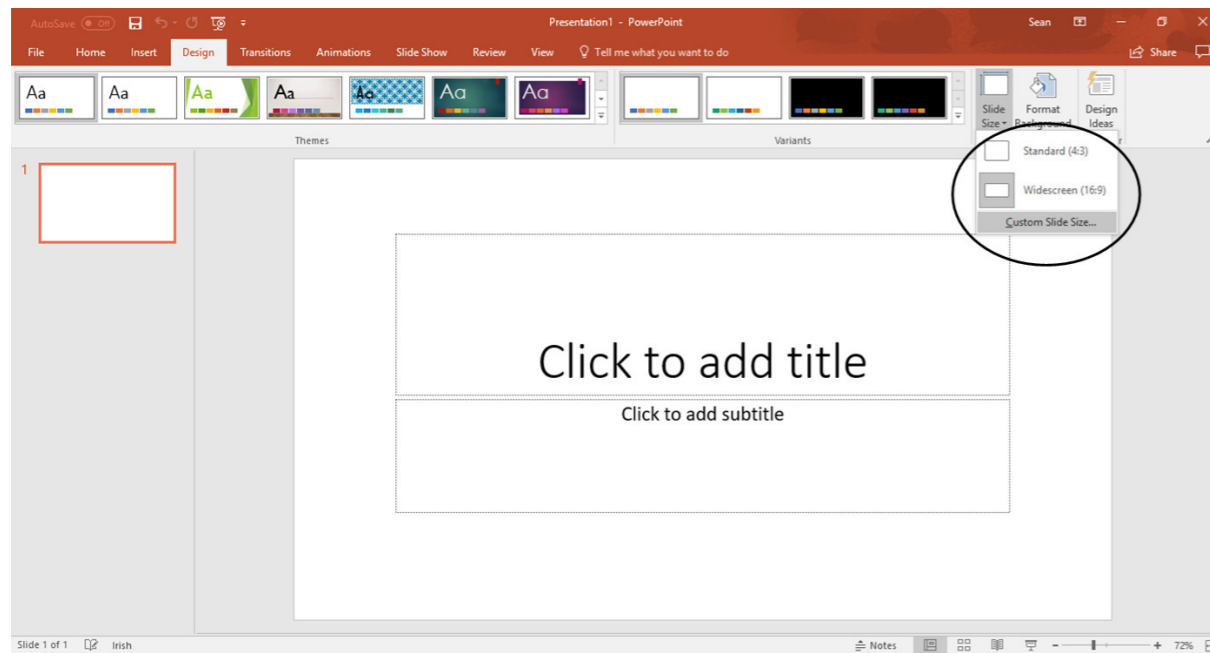 AutoSave Off Presentation1 - PowerPoint Sean
File Home Insert Design Transitions Animations Slide Show Review View Tell me what you want to do Share
Aa Aa Aa Aa Aa Aa Aa
Slide Size Format Background Design Ideas
Themes Variants
Standard (4:3)
Widescreen (16:9)
Custom Slide Size...
1
Click to add title
Click to add subtitle
Slide 1 of 1 Irish Notes 72%